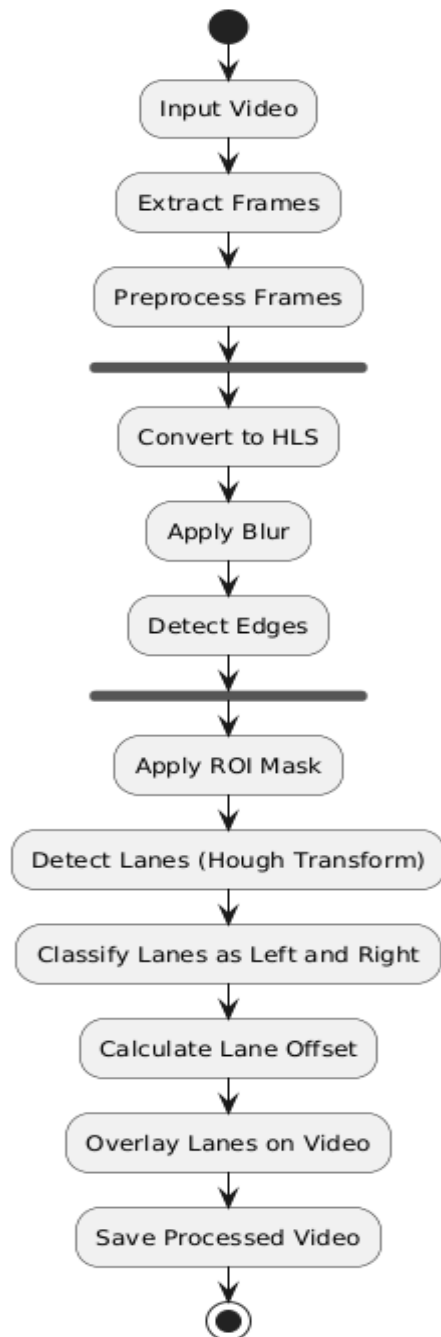 Input Video
Extract Frames
Preprocess Frames
Convert to HLS
Apply Blur
Detect Edges
Apply ROI Mask
Detect Lanes (Hough Transform)
Classify Lanes as Left and Right
Calculate Lane Offset
Overlay Lanes on Video
Save Processed Video